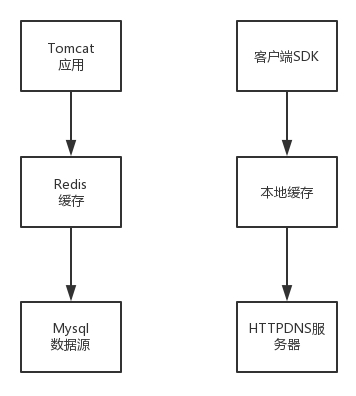 Tomcat
应用
客户端SDK
Redis
缓存
本地缓存
Mysql
数据源
HTTPDNS服
务器